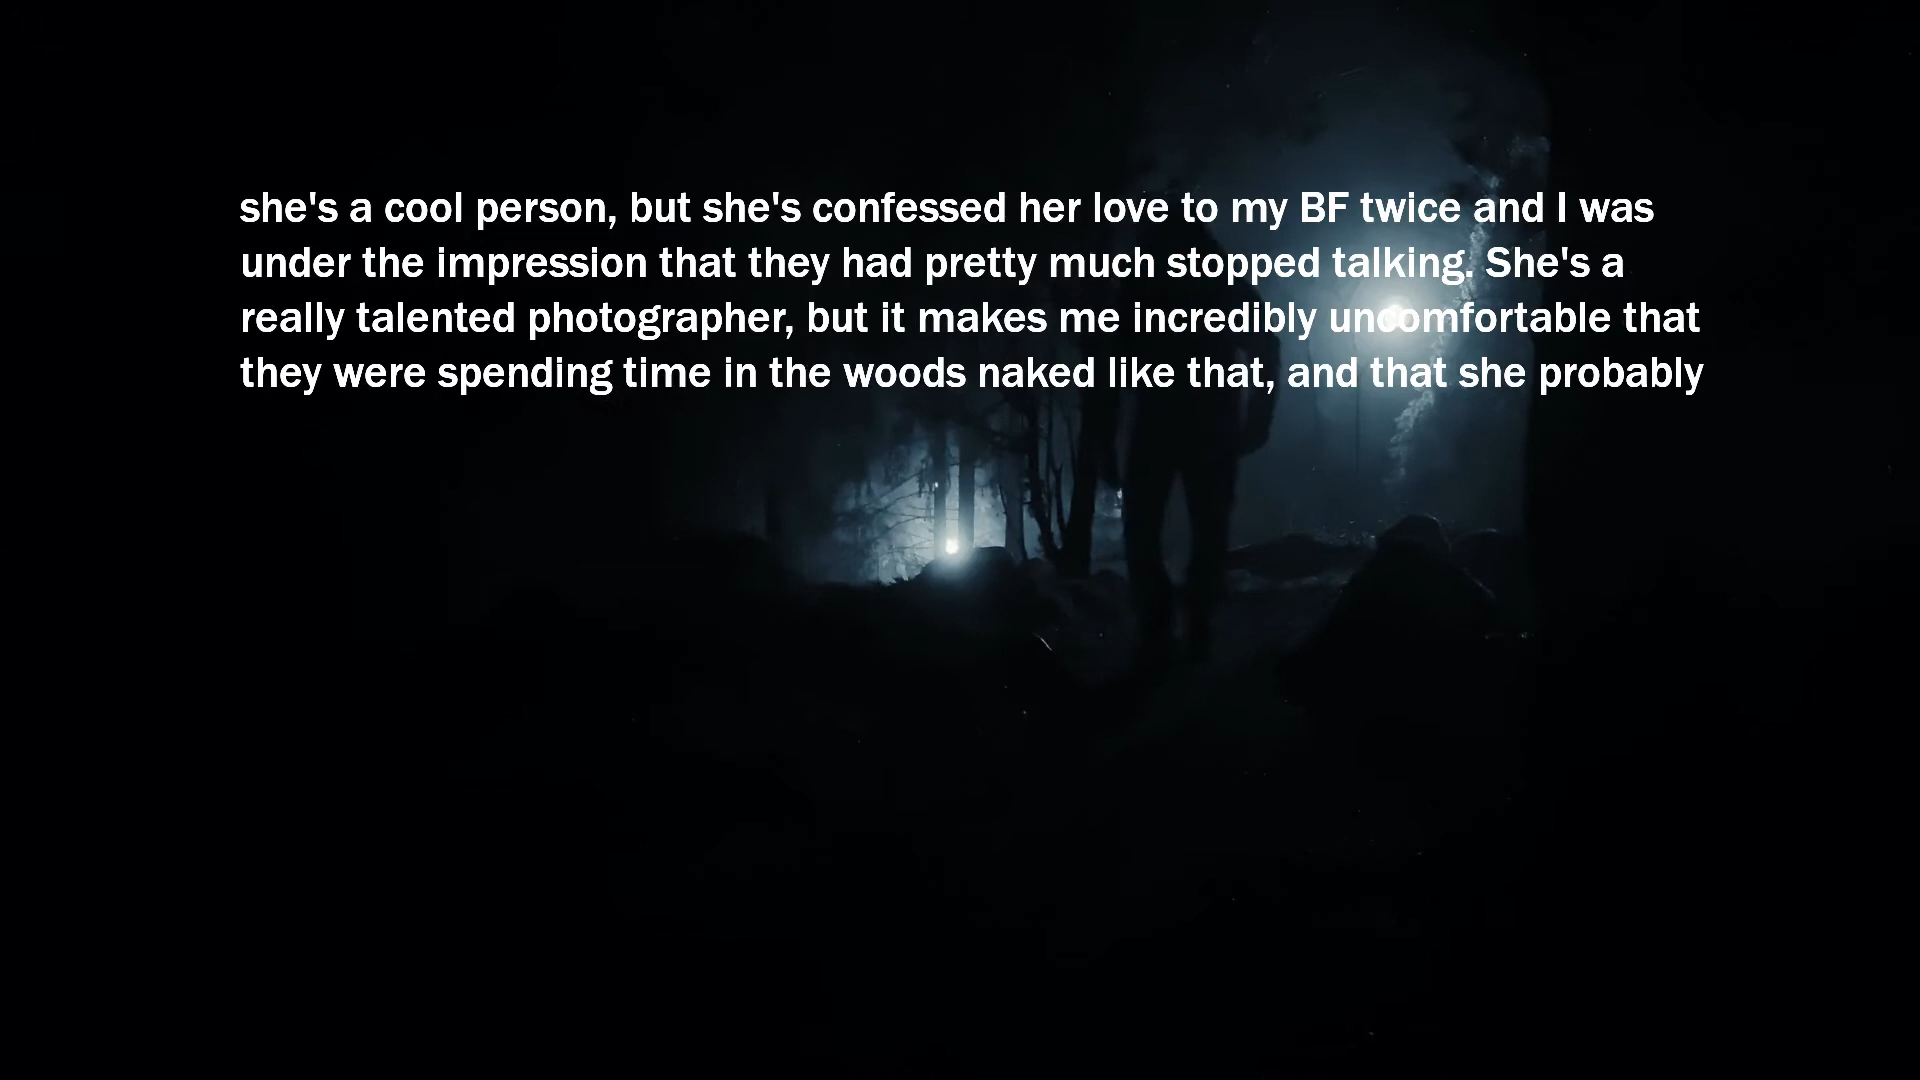 she's a cool person, but she's confessed her love to my BF twice and I was
under the impression that they had pretty much stopped talking. She's a
really talented photographer, but it makes me incredibly uncomfortable that
they were spending time in the woods naked like that, and that she probably